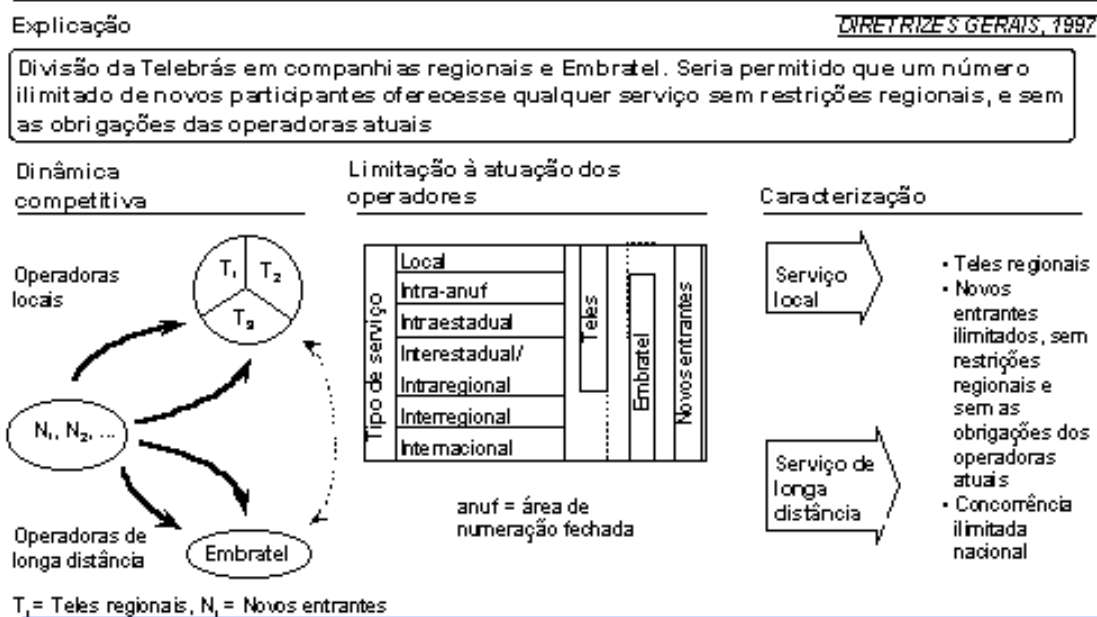 Explicação
DIRETRIZES GERAIS, 1997
Divisão da Telebrás em companhias regionais e Embratel. Seria permitido que um número
ilimitado de novos participantes oferecesse qualquer serviço sem restrições regionais, e sem
as obrigações das operadoras atuais
Dinâmica
competitiva
Operadoras
locais
T₁
T₂
T₃
N₁, N₂, ...
Operadoras de
longa distância
Embratel
Limitação à atuação dos
operadores
Tipo de serviço
Local
Intra-anuf
Intraestadual
Interestadual/
Intraregional
Interregional
Internacional
Teles
Embratel
Novos entrantes
anuf = área de
numeração fechada
Caracterização
Serviço
local
Serviço de
longa
distância
• Teles regionais
• Novos
entrantes
ilimitados, sem
restrições
regionais e
sem as
obrigações dos
operadoras
atuais
• Concorrência
ilimitada
nacional
Tᵢ = Teles regionais, Nᵢ = Novos entrantes